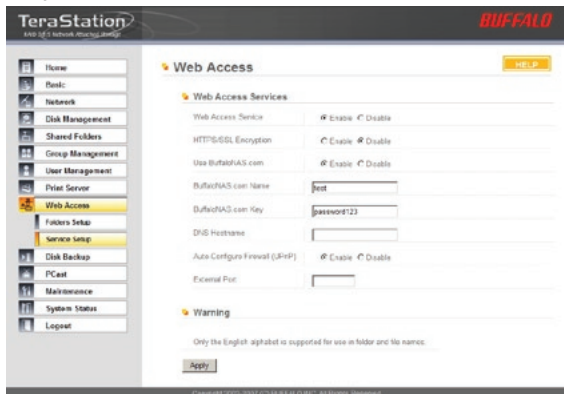 TeraStation
BUFFALO
Home
Basic
Network
Disk Management
Shared Folders
Group Management
User Management
Print Server
Web Access
Folders Setup
Service Setup
Disk Backup
PCast
Maintenance
System Status
Logout
Web Access
HELP
Web Access Services
Web Access Service Enable Disable
HTTPS/SSL Encryption Enable Disable
Use BuffaloNAS.com Enable Disable
BuffaloNAS.com Name test
BuffaloNAS.com Key password123
DNS Hostname
Auto Configure Firewall (UPnP) Enable Disable
External Port
Warning
Only the English alphabet is supported for use in folder and file names.
Apply